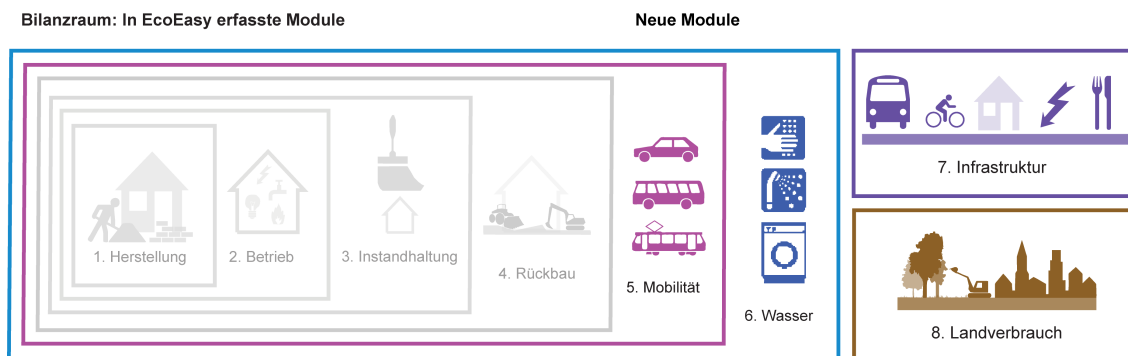 Bilanzraum: In EcoEasy erfasste Module
Neue Module
1. Herstellung
2. Betrieb
3. Instandhaltung
4. Rückbau
5. Mobilität
6. Wasser
7. Infrastruktur
8. Landverbrauch